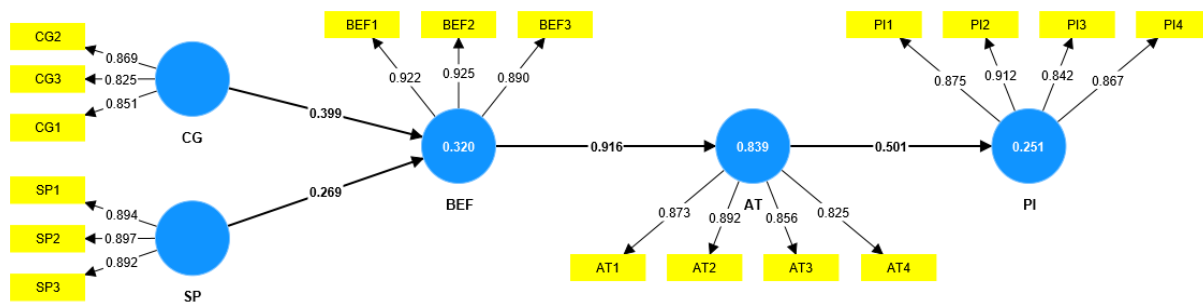 CG2
CG3
CG1
0.869
0.825
0.851
CG
SP1
SP2
SP3
0.894
0.897
0.892
SP
0.399
0.269
BEF1
BEF2
BEF3
0.922
0.925
0.890
0.320
BEF
0.916
0.839
AT
0.873
0.892
0.856
0.825
AT1
AT2
AT3
AT4
0.501
PI1
PI2
PI3
PI4
0.875
0.912
0.842
0.867
0.251
PI